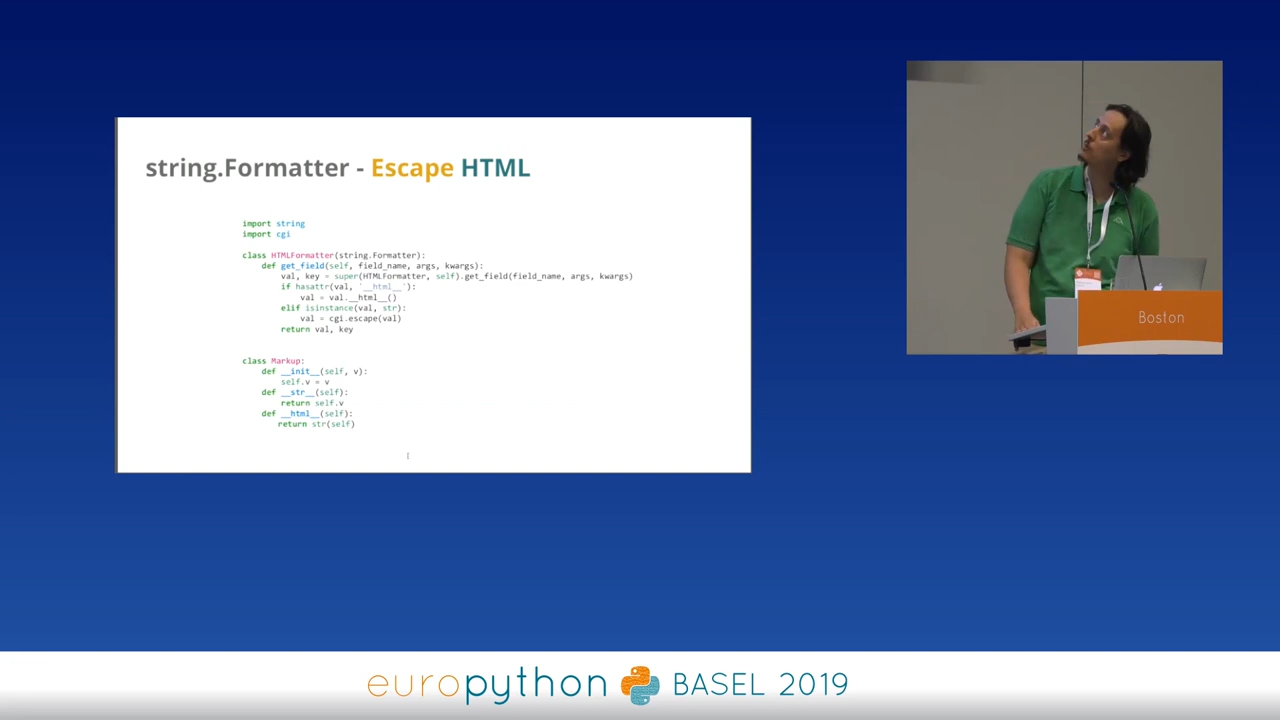 string.Formatter - Escape HTML
import string
import cgi
class HTMLFormatter(string.Formatter):
def get_field(self, field_name, args, kwargs):
val, key = super(HTMLFormatter, self).get_field(field_name, args, kwargs)
if hasattr(val, '__html__'):
val = val.__html__()
elif isinstance(val, str):
val = cgi.escape(val)
return val, key
class Markup:
def __init__(self, v):
self.v = v
def __str__(self):
return self.v
def __html__(self):
return str(self)
Boston
europython BASEL 2019